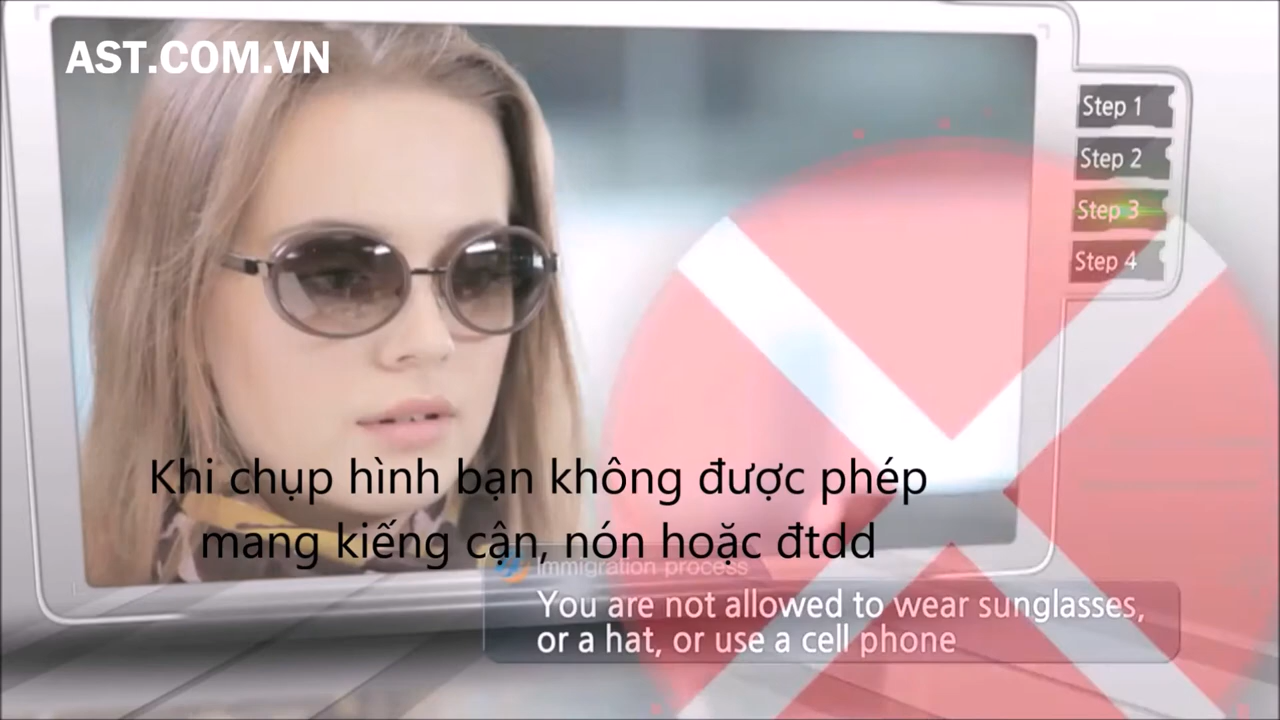 AST.COM.VN
Step 1
Step 2
Step 3
Step 4
Khi chụp hình bạn không được phép
mang kiếng cận, nón hoặc đtdd
Immigration process
You are not allowed to wear sunglasses,
or a hat, or use a cell phone